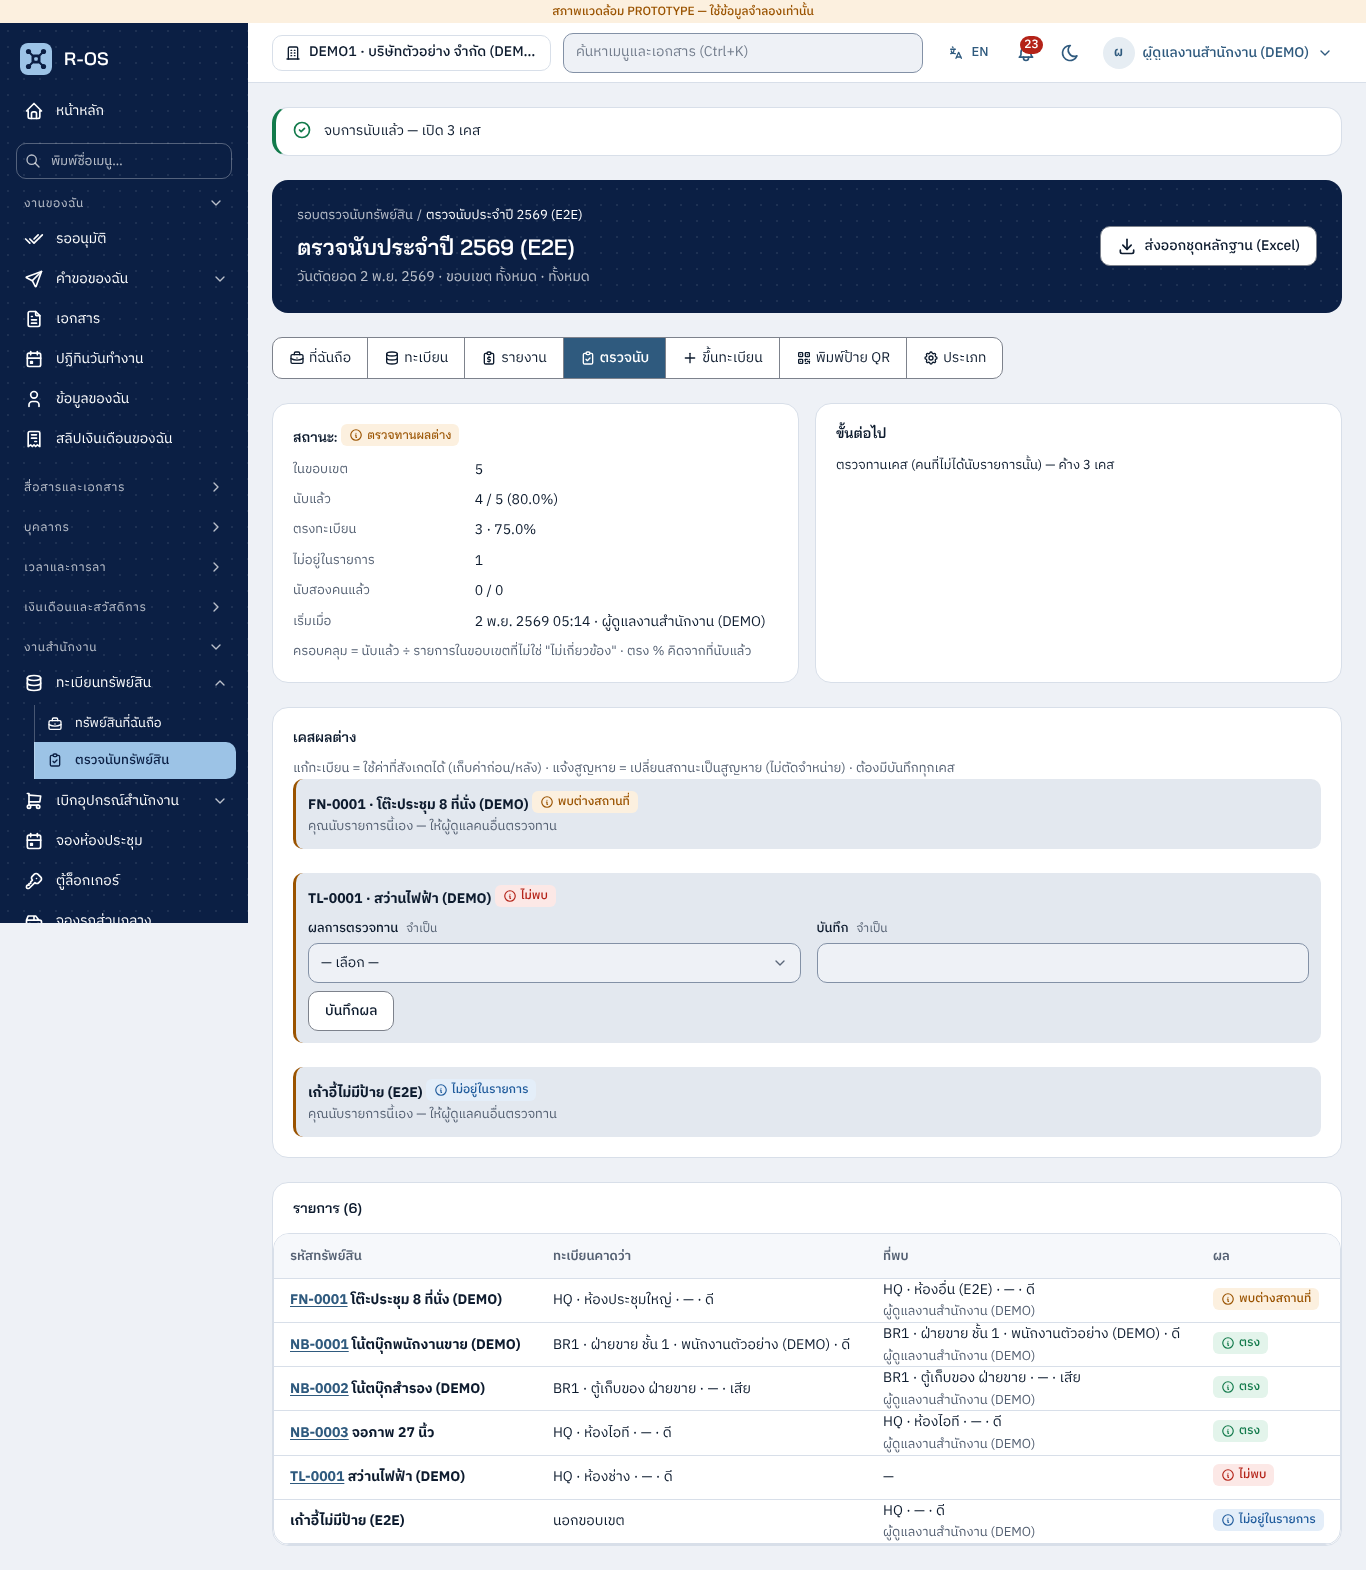 สภาพแวดล้อม PROTOTYPE — ใช้ข้อมูลจำลองเท่านั้น
R-OS
DEMO1 · บริษัทตัวอย่าง จำกัด (DEM...
ค้นหาเมนูและเอกสาร (Ctrl+K)
EN
23
ผ
ผู้ดูแลงานสำนักงาน (DEMO)
หน้าหลัก
พิมพ์ชื่อเมนู...
งานของฉัน
รออนุมัติ
คำขอของฉัน
เอกสาร
ปฏิทินวันทำงาน
ข้อมูลของฉัน
สลิปเงินเดือนของฉัน
สื่อสารและเอกสาร
บุคลากร
เวลาและการลา
เงินเดือนและสวัสดิการ
งานสำนักงาน
ทะเบียนทรัพย์สิน
ทรัพย์สินที่ฉันถือ
ตรวจนับทรัพย์สิน
เบิกอุปกรณ์สำนักงาน
จองห้องประชุม
ตู้ล็อกเกอร์
จองรถส่วนกลาง
จบการนับแล้ว — เปิด 3 เคส
รอบตรวจนับทรัพย์สิน / ตรวจนับประจำปี 2569 (E2E)
ตรวจนับประจำปี 2569 (E2E)
วันตัดยอด 2 พ.ย. 2569 · ขอบเขต ทั้งหมด · ทั้งหมด
ส่งออกชุดหลักฐาน (Excel)
ที่ฉันถือ
ทะเบียน
รายงาน
ตรวจนับ
ขึ้นทะเบียน
พิมพ์ป้าย QR
ประเภท
สถานะ: ตรวจทานผลต่าง
ในขอบเขต 5
นับแล้ว 4 / 5 (80.0%)
ตรงทะเบียน 3 · 75.0%
ไม่อยู่ในรายการ 1
นับสองคนแล้ว 0 / 0
เริ่มเมื่อ 2 พ.ย. 2569 05:14 · ผู้ดูแลงานสำนักงาน (DEMO)
ครอบคลุม = นับแล้ว ÷ รายการในขอบเขตที่ไม่ใช่ "ไม่เกี่ยวข้อง" · ตรง % คิดจากที่นับแล้ว
ขั้นต่อไป
ตรวจทานเคส (คนที่ไม่ได้นับรายการนั้น) — ค้าง 3 เคส
เคสผลต่าง
แก้ทะเบียน = ใช้ค่าที่สังเกตได้ (เก็บค่าก่อน/หลัง) · แจ้งสูญหาย = เปลี่ยนสถานะเป็นสูญหาย (ไม่ตัดจำหน่าย) · ต้องมีบันทึกทุกเคส
FN-0001 · โต๊ะประชุม 8 ที่นั่ง (DEMO) พบต่างสถานที่
คุณนับรายการนี้เอง — ให้ผู้ดูแลคนอื่นตรวจทาน
TL-0001 · สว่านไฟฟ้า (DEMO) ไม่พบ
ผลการตรวจทาน จำเป็น
บันทึก จำเป็น
— เลือก —
บันทึกผล
เก้าอี้ไม่มีป้าย (E2E) ไม่อยู่ในรายการ
คุณนับรายการนี้เอง — ให้ผู้ดูแลคนอื่นตรวจทาน
รายการ (6)
รหัสทรัพย์สิน ทะเบียนคาดว่า ที่พบ ผล
FN-0001 โต๊ะประชุม 8 ที่นั่ง (DEMO) HQ · ห้องประชุมใหญ่ · — · ดี HQ · ห้องอื่น (E2E) · — · ดี พบต่างสถานที่
ผู้ดูแลงานสำนักงาน (DEMO)
NB-0001 โน้ตบุ๊กพนักงานขาย (DEMO) BR1 · ฝ่ายขาย ชั้น 1 · พนักงานตัวอย่าง (DEMO) · ดี BR1 · ฝ่ายขาย ชั้น 1 · พนักงานตัวอย่าง (DEMO) · ดี ตรง
ผู้ดูแลงานสำนักงาน (DEMO)
NB-0002 โน้ตบุ๊กสำรอง (DEMO) BR1 · ตู้เก็บของ ฝ่ายขาย · — · เสีย BR1 · ตู้เก็บของ ฝ่ายขาย · — · เสีย ตรง
ผู้ดูแลงานสำนักงาน (DEMO)
NB-0003 จอภาพ 27 นิ้ว HQ · ห้องไอที · — · ดี HQ · ห้องไอที · — · ดี ตรง
ผู้ดูแลงานสำนักงาน (DEMO)
TL-0001 สว่านไฟฟ้า (DEMO) HQ · ห้องช่าง · — · ดี — ไม่พบ
เก้าอี้ไม่มีป้าย (E2E) นอกขอบเขต HQ · — · ดี ไม่อยู่ในรายการ
ผู้ดูแลงานสำนักงาน (DEMO)